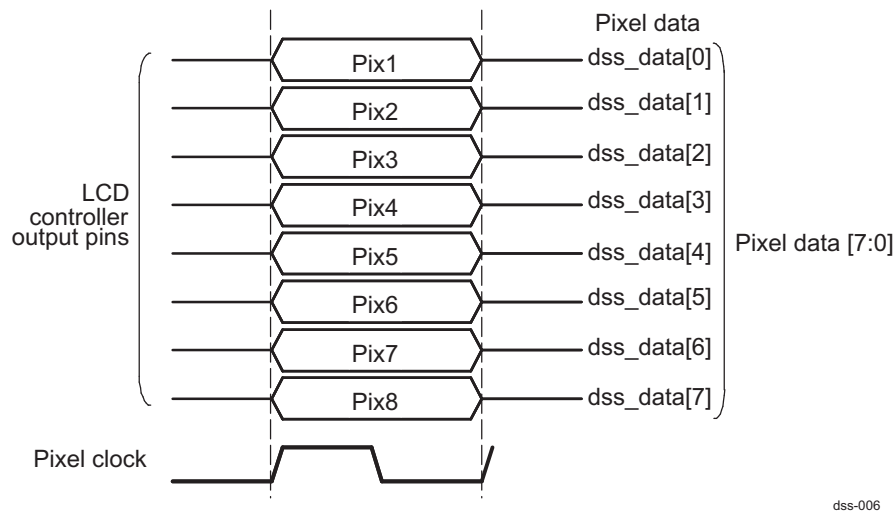 Pixel data
Pix1 dss_data[0]
Pix2 dss_data[1]
Pix3 dss_data[2]
LCD
controller
output pins
Pix4 dss_data[3]
Pix5 dss_data[4]
Pixel data [7:0]
Pix6 dss_data[5]
Pix7 dss_data[6]
Pix8 dss_data[7]
Pixel clock
dss-006